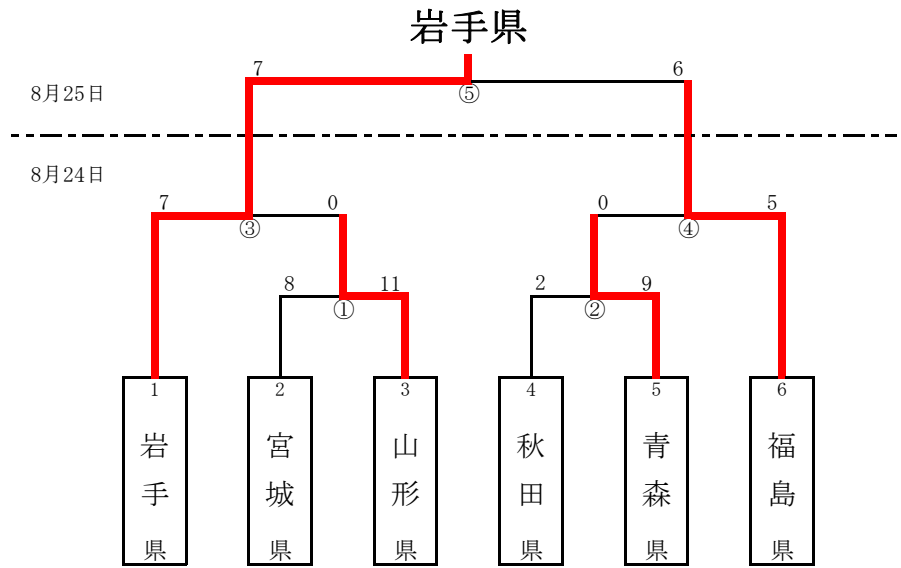 岩手県
7 6
8月25日
⑤
8月24日
7 0 0 5
③ ④
8 11 2 9
① ②
1 2 3 4 5 6
岩手県
宮城県
山形県
秋田県
青森県
福島県